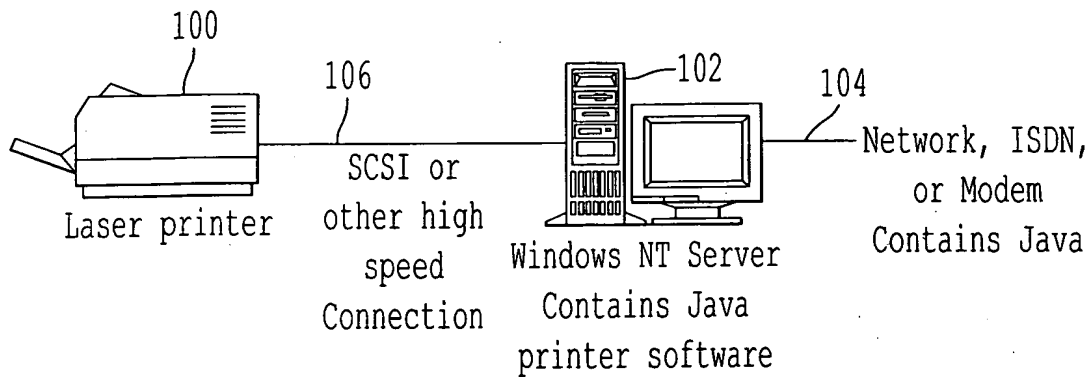 100
106
102
104
Laser printer
SCSI or
other high
speed
Connection
Windows NT Server
Contains Java
printer software
Network, ISDN,
or Modem
Contains Java